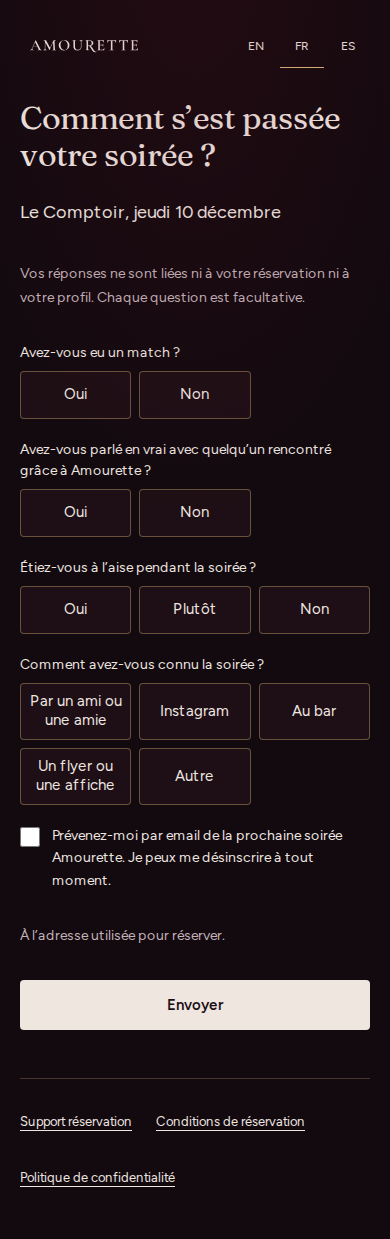 AMOURETTE
EN FR ES
Comment s’est passée
votre soirée ?
Le Comptoir, jeudi 10 décembre
Vos réponses ne sont liées ni à votre réservation ni à
votre profil. Chaque question est facultative.
Avez-vous eu un match ?
Oui Non
Avez-vous parlé en vrai avec quelqu’un rencontré
grâce à Amourette ?
Oui Non
Étiez-vous à l’aise pendant la soirée ?
Oui Plutôt Non
Comment avez-vous connu la soirée ?
Par un ami ou
une amie
Instagram
Au bar
Un flyer ou
une affiche
Autre
Prévenez-moi par email de la prochaine soirée
Amourette. Je peux me désinscrire à tout
moment.
À l’adresse utilisée pour réserver.
Envoyer
Support réservation Conditions de réservation
Politique de confidentialité